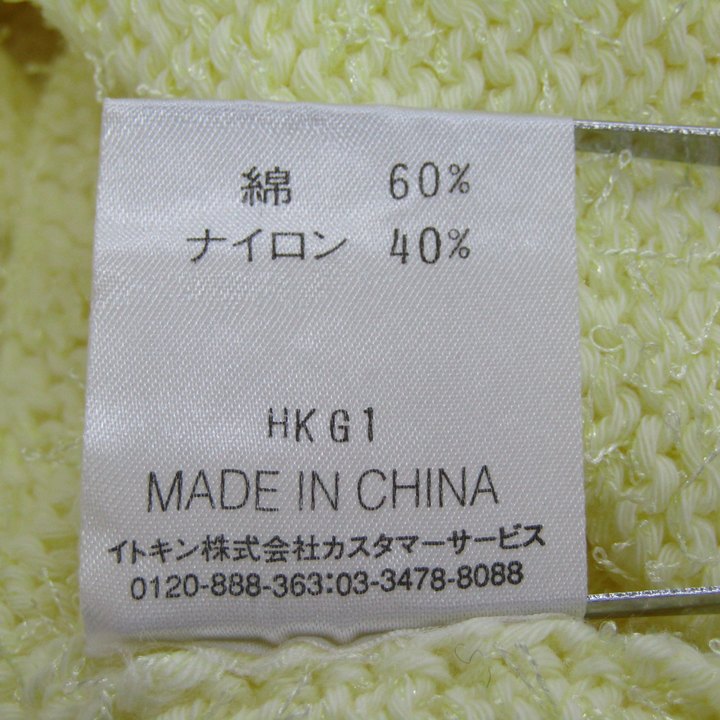 綿 60%
ナイロン 40%
HKG1
MADE IN CHINA
イトキン株式会社カスタマーサービス
0120-888-363:03-3478-8088